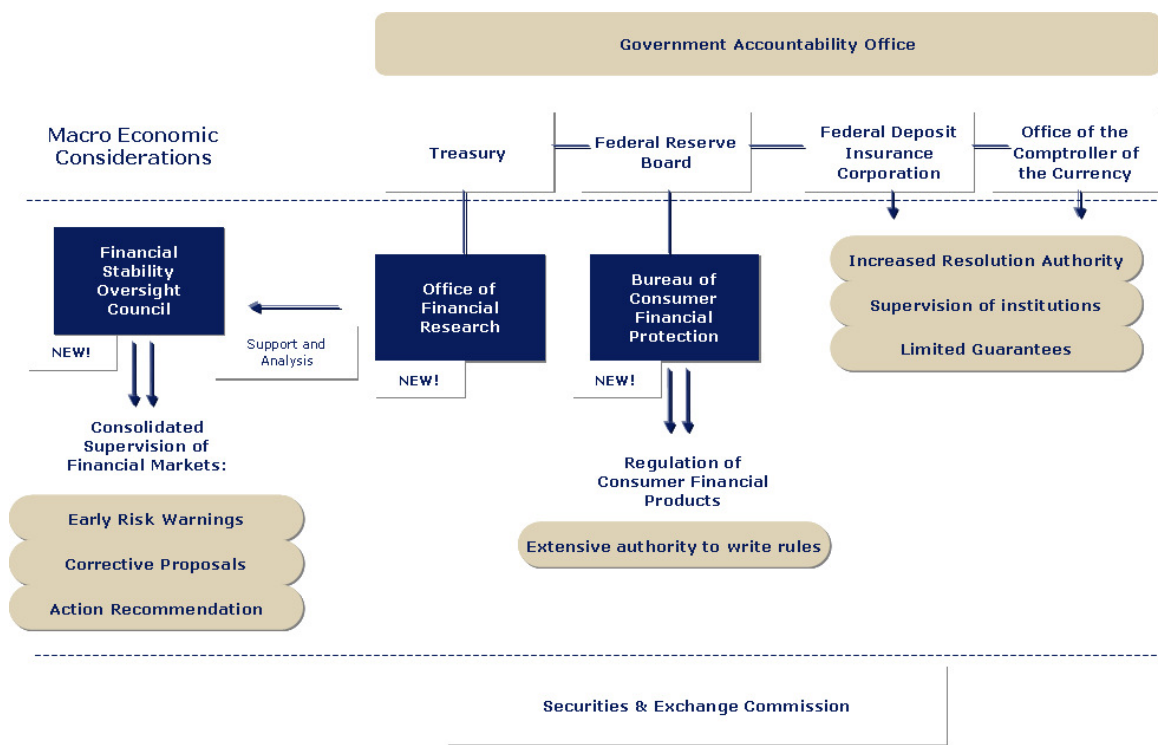 Government Accountability Office
Macro Economic
Considerations
Treasury
Federal Reserve
Board
Federal Deposit
Insurance
Corporation
Office of the
Comptroller of
the Currency
Financial
Stability
Oversight
Council
NEW!
Support and
Analysis
Office of
Financial
Research
NEW!
Bureau of
Consumer
Financial
Protection
NEW!
Increased Resolution Authority
Supervision of institutions
Limited Guarantees
Consolidated
Supervision of
Financial Markets:
Early Risk Warnings
Corrective Proposals
Action Recommendation
Regulation of
Consumer Financial
Products
Extensive authority to write rules
Securities & Exchange Commission